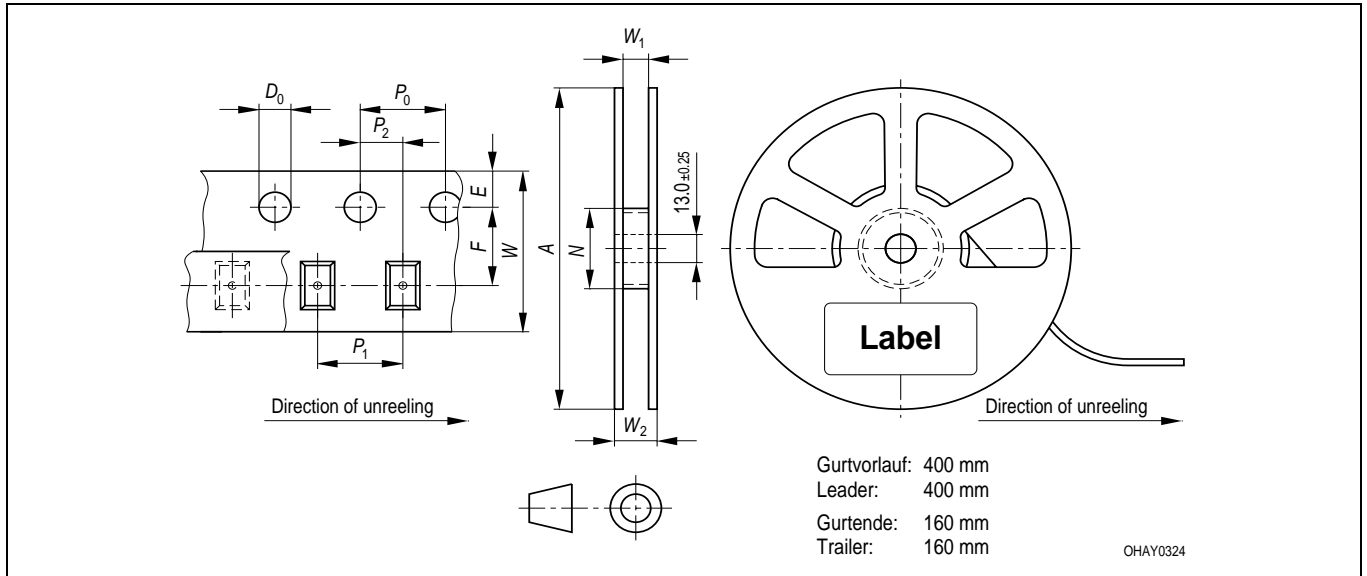 W1
D0
P0
P2
E
F
W
A
N
13.0 ±0.25
P1
Direction of unreeling
W2
Label
Direction of unreeling
Gurtvorlauf: 400 mm
Leader: 400 mm
Gurtende: 160 mm
Trailer: 160 mm
OHAY0324